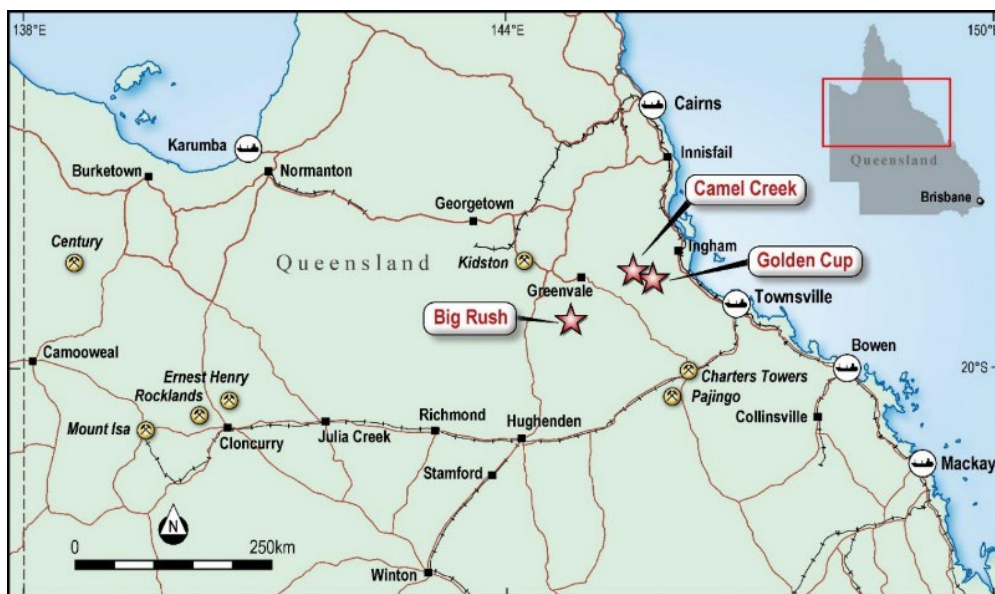 138°E
144°E
150°E
Cairns
Karumba
Innisfail
Burketown
Normanton
Queensland
Brisbane
Camel Creek
Georgetown
Century
Ingham
Queensland
Kidston
Golden Cup
Greenvale
Townsville
Big Rush
Bowen
Camooweal
20°S
Ernest Henry
Charters Towers
Rocklands
Pajingo
Richmond
Collinsville
Mount Isa
Hughenden
Cloncurry
Julia Creek
Mackay
Stamford
N
0
250km
Winton